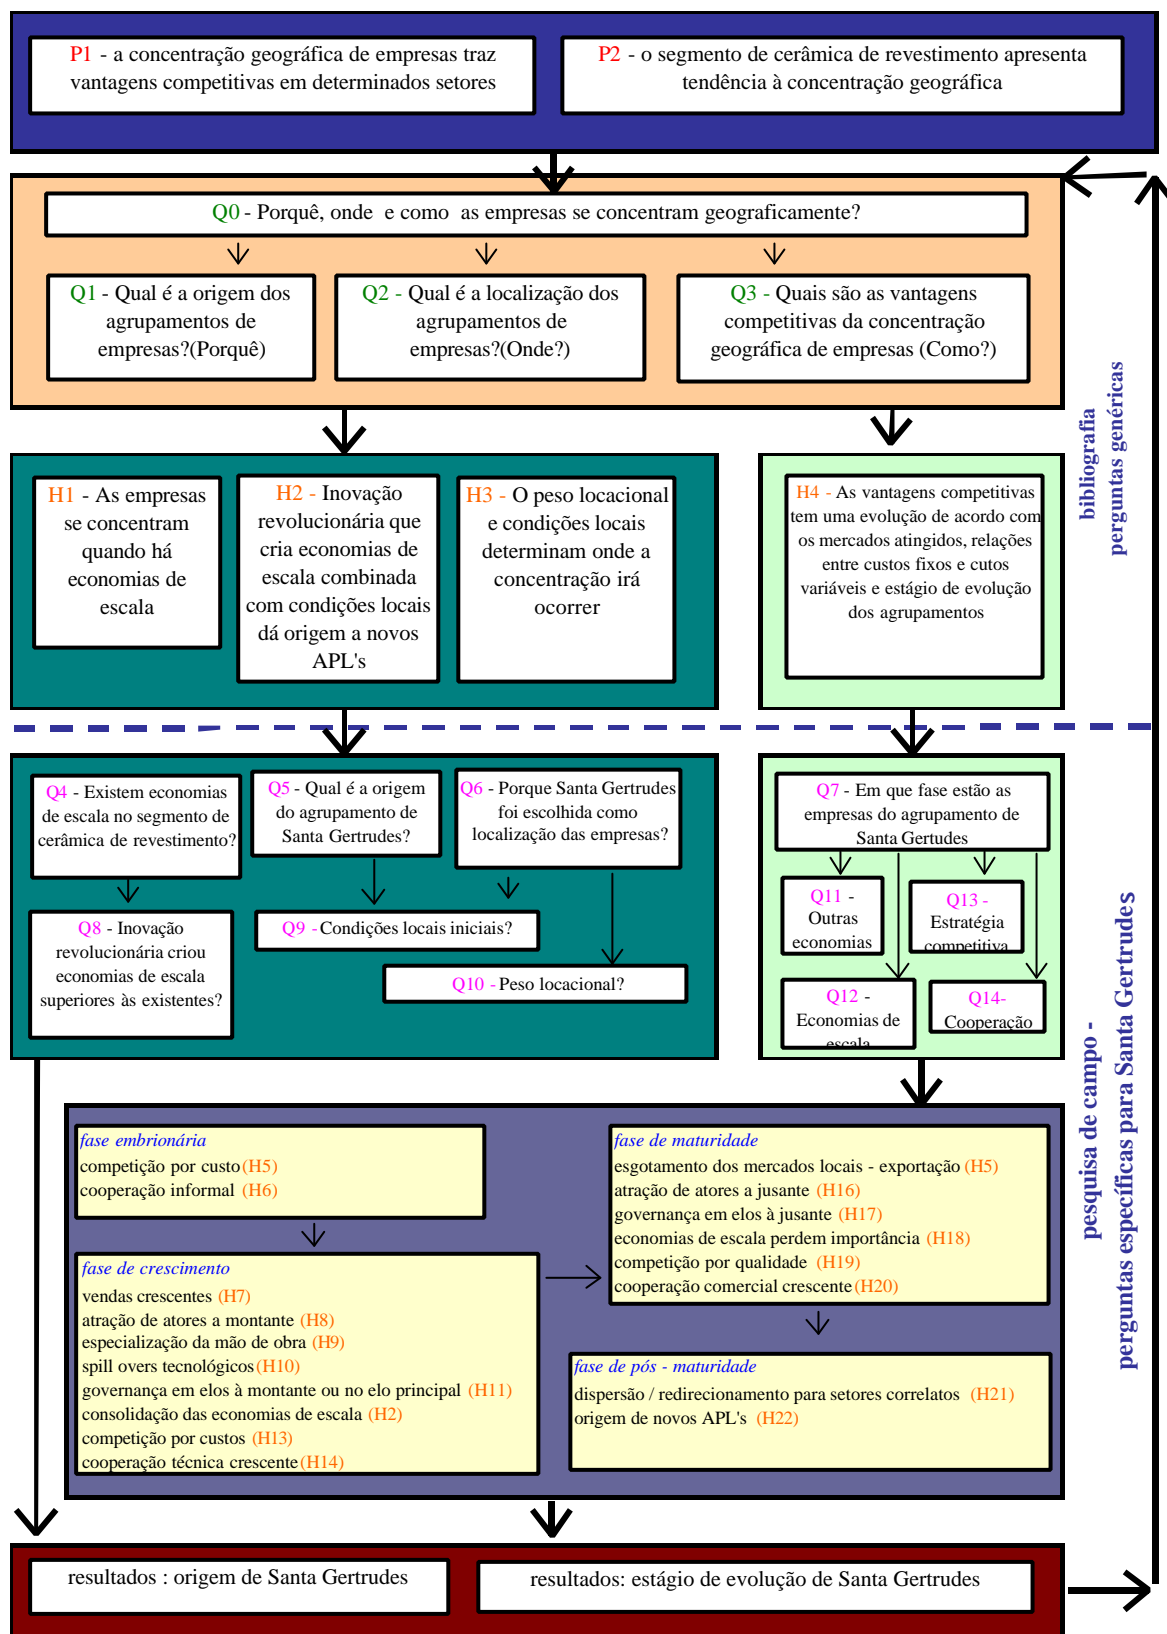 P1 - a concentração geográfica de empresas traz
vantagens competitivas em determinados setores
P2 - o segmento de cerâmica de revestimento apresenta
tendência à concentração geográfica
Q0 - Porquê, onde e como as empresas se concentram geograficamente?
Q1 - Qual é a origem dos
agrupamentos de
empresas?(Porquê)
Q2 - Qual é a localização dos
agrupamentos de
empresas?(Onde?)
Q3 - Quais são as vantagens
competitivas da concentração
geográfica de empresas (Como?)
bibliografia
perguntas genéricas
H1 - As empresas
se concentram
quando há
economias de
escala
H2 - Inovação
revolucionária que
cria economias de
escala combinada
com condições locais
dá origem a novos
APL's
H3 - O peso locacional
e condições locais
determinam onde a
concentração irá
ocorrer
H4 - As vantagens competitivas
tem uma evolução de acordo com
os mercados atingidos, relações
entre custos fixos e cutos
variáveis e estágio de evolução
dos agrupamentos
Q4 - Existem economias
de escala no segmento de
cerâmica de revestimento?
Q5 - Qual é a origem
do agrupamento de
Santa Gertrudes?
Q6 - Porque Santa Gertrudes
foi escolhida como
localização das empresas?
Q7 - Em que fase estão as
empresas do agrupamento de
Santa Gertudes
Q8 - Inovação
revolucionária criou
economias de escala
superiores às existentes?
Q9 - Condições locais iniciais?
Q10 - Peso locacional?
Q11 -
Outras
economias
Q13 -
Estratégia
competitiva
Q12 -
Economias de
escala
Q14-
Cooperação
pesquisa de campo -
perguntas específicas para Santa Gertrudes
fase embrionária
competição por custo (H5)
cooperação informal (H6)
fase de crescimento
vendas crescentes (H7)
atração de atores a montante (H8)
especialização da mão de obra (H9)
spill overs tecnológicos (H10)
governança em elos à montante ou no elo principal (H11)
consolidação das economias de escala (H2)
competição por custos (H13)
cooperação técnica crescente (H14)
fase de maturidade
esgotamento dos mercados locais - exportação (H5)
atração de atores a jusante (H16)
governança em elos à jusante (H17)
economias de escala perdem importância (H18)
competição por qualidade (H19)
cooperação comercial crescente (H20)
fase de pós - maturidade
dispersão / redirecionamento para setores correlatos (H21)
origem de novos APL's (H22)
resultados : origem de Santa Gertrudes
resultados: estágio de evolução de Santa Gertrudes